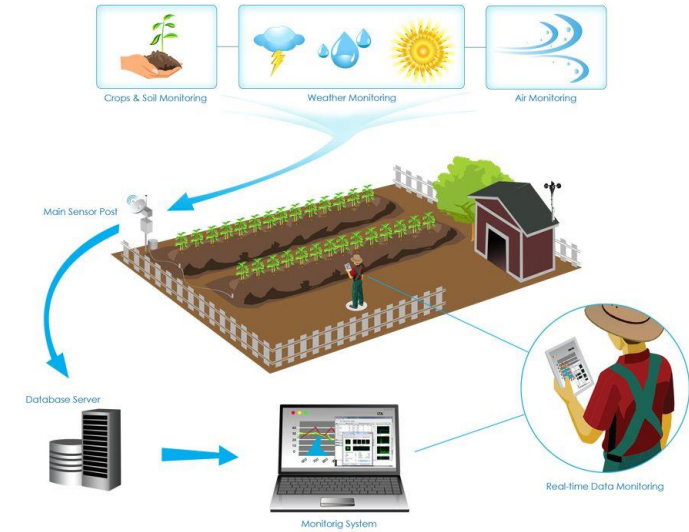 Crops & Soil Monitoring
Weather Monitoring
Air Monitoring
Main Sensor Post
Database Server
Monitorig System
Real-time Data Monitoring